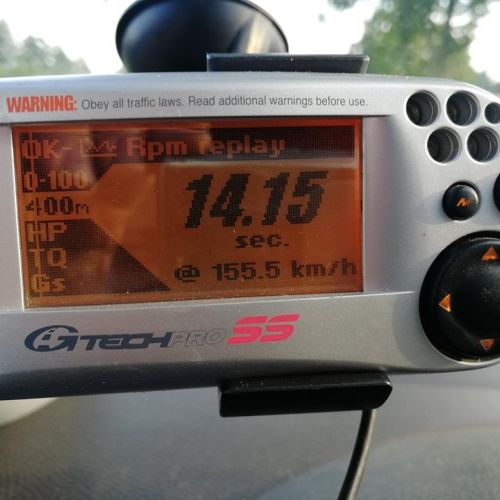 WARNING: Obey all traffic laws. Read additional warnings before use.
OK- Rpm replay
0-100
400m
HP
TQ
Gs
14.15
sec.
@ 155.5 km/h
GTECHPRO SS